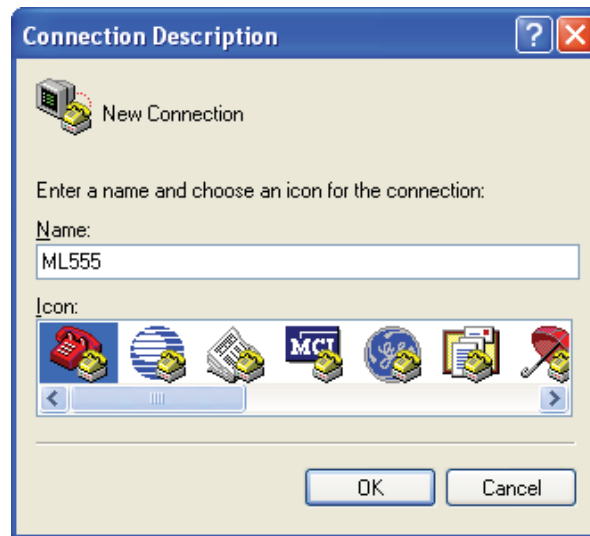 Connection Description
New Connection
Enter a name and choose an icon for the connection:
Name:
ML555
Icon:
MCI
OK Cancel